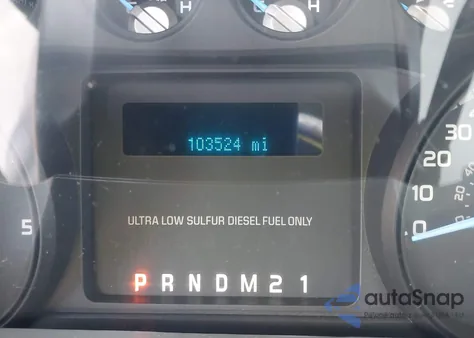 H H
103524 mi
ULTRA LOW SULFUR DIESEL FUEL ONLY
P R N D M 2 1
5
30
20
10
0
autoSnap